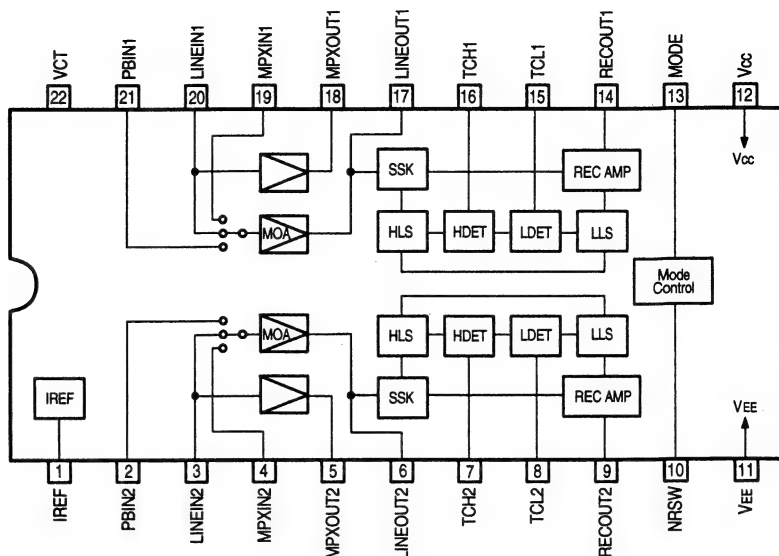 VCT
PBIN1
LINEIN1
MPXIN1
MPXOUT1
LINEOUT1
TCH1
TCL1
RECOUT1
MODE
Vcc
22
21
20
19
18
17
16
15
14
13
12
Vcc
SSK
REC AMP
MOA
HLS
HDET
LDET
LLS
Mode
Control
MOA
HLS
HDET
LDET
LLS
IREF
SSK
REC AMP
VEE
1
2
3
4
5
6
7
8
9
10
11
IREF
PBIN2
LINEIN2
MPXIN2
MPXOUT2
LINEOUT2
TCH2
TCL2
RECOUT2
NRSW
VEE